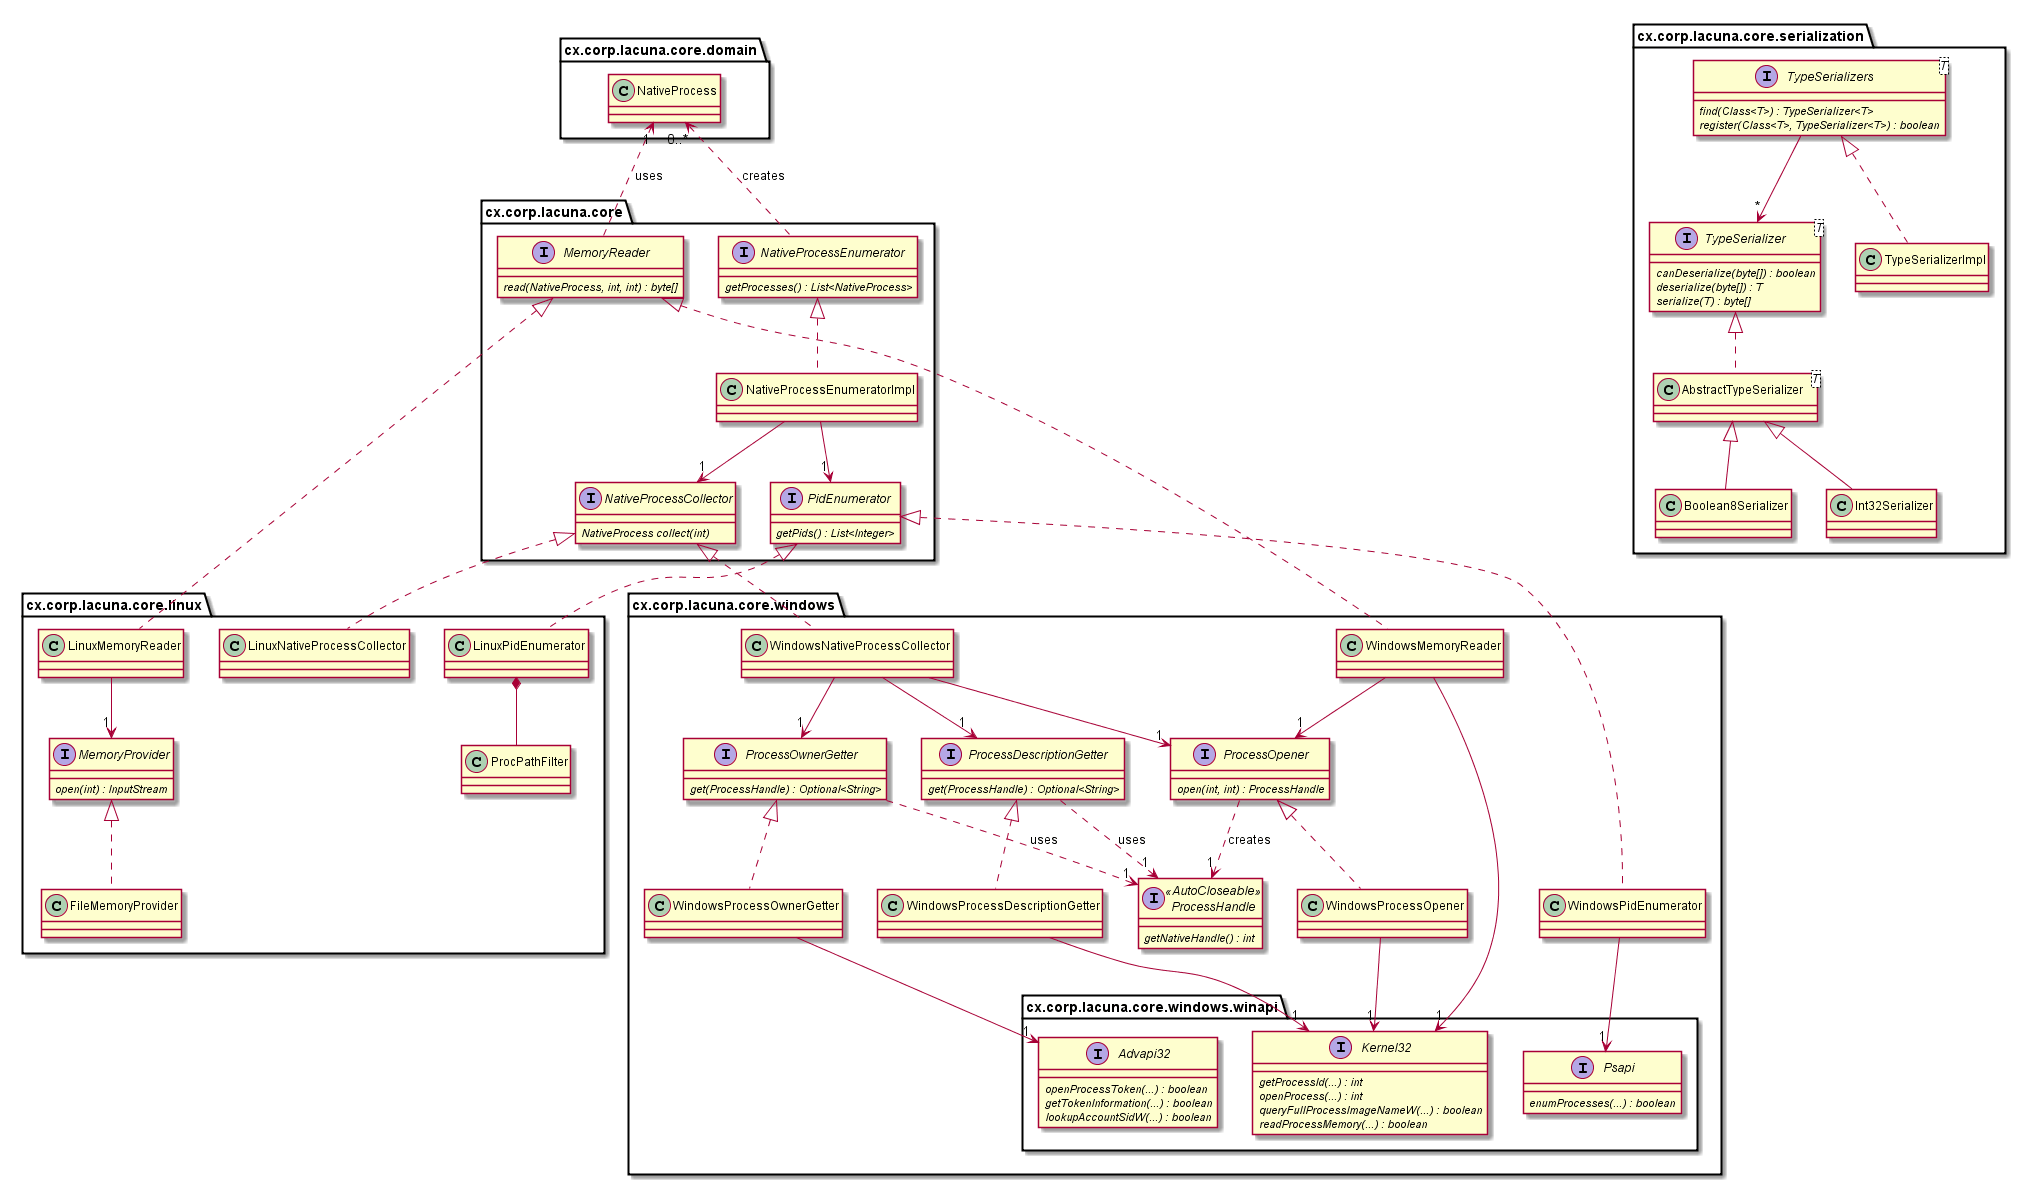 cx.corp.lacuna.core.domain
C NativeProcess
1
0..*
uses
creates
cx.corp.lacuna.core
I MemoryReader
read(NativeProcess, int, int) : byte[]
I NativeProcessEnumerator
getProcesses() : List<NativeProcess>
C NativeProcessEnumeratorImpl
1
1
I NativeProcessCollector
NativeProcess collect(int)
I PidEnumerator
getPids() : List<Integer>
cx.corp.lacuna.core.serialization
I TypeSerializers
T
find(Class<T>) : TypeSerializer<T>
register(Class<T>, TypeSerializer<T>) : boolean
*
I TypeSerializer
T
canDeserialize(byte[]) : boolean
deserialize(byte[]) : T
serialize(T) : byte[]
C TypeSerializerImpl
C AbstractTypeSerializer
T
C Boolean8Serializer
C Int32Serializer
cx.corp.lacuna.core.linux
C LinuxMemoryReader
C LinuxNativeProcessCollector
C LinuxPidEnumerator
1
I MemoryProvider
open(int) : InputStream
C ProcPathFilter
C FileMemoryProvider
cx.corp.lacuna.core.windows
C WindowsNativeProcessCollector
C WindowsMemoryReader
1
1
1
1
I ProcessOwnerGetter
get(ProcessHandle) : Optional<String>
I ProcessDescriptionGetter
get(ProcessHandle) : Optional<String>
I ProcessOpener
open(int, int) : ProcessHandle
uses
uses
creates
1
1
1
C WindowsProcessOwnerGetter
C WindowsProcessDescriptionGetter
I «AutoCloseable»
ProcessHandle
getNativeHandle() : int
C WindowsProcessOpener
C WindowsPidEnumerator
cx.corp.lacuna.core.windows.winapi
1
1
1
1
1
I Advapi32
openProcessToken(...) : boolean
getTokenInformation(...) : boolean
lookupAccountSidW(...) : boolean
I Kernel32
getProcessId(...) : int
openProcess(...) : int
queryFullProcessImageNameW(...) : boolean
readProcessMemory(...) : boolean
I Psapi
enumProcesses(...) : boolean